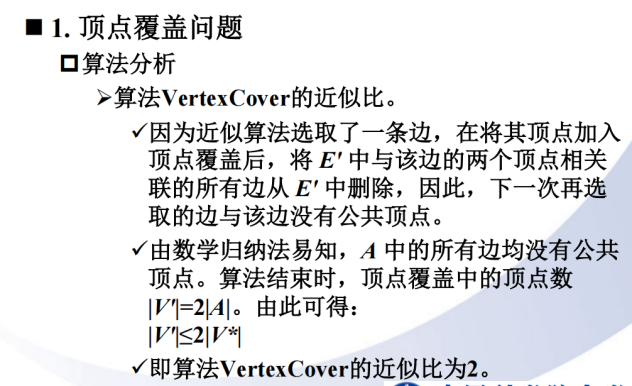 ■ 1. 顶点覆盖问题
算法分析
➢算法VertexCover的近似比。
✓因为近似算法选取了一条边，在将其顶点加入
顶点覆盖后，将 E' 中与该边的两个顶点相关
联的所有边从 E' 中删除，因此，下一次再选
取的边与该边没有公共顶点。
✓由数学归纳法易知，A 中的所有边均没有公共
顶点。算法结束时，顶点覆盖中的顶点数
|V'|=2|A|。由此可得：
|V'|≤2|V*|
✓即算法VertexCover的近似比为2。